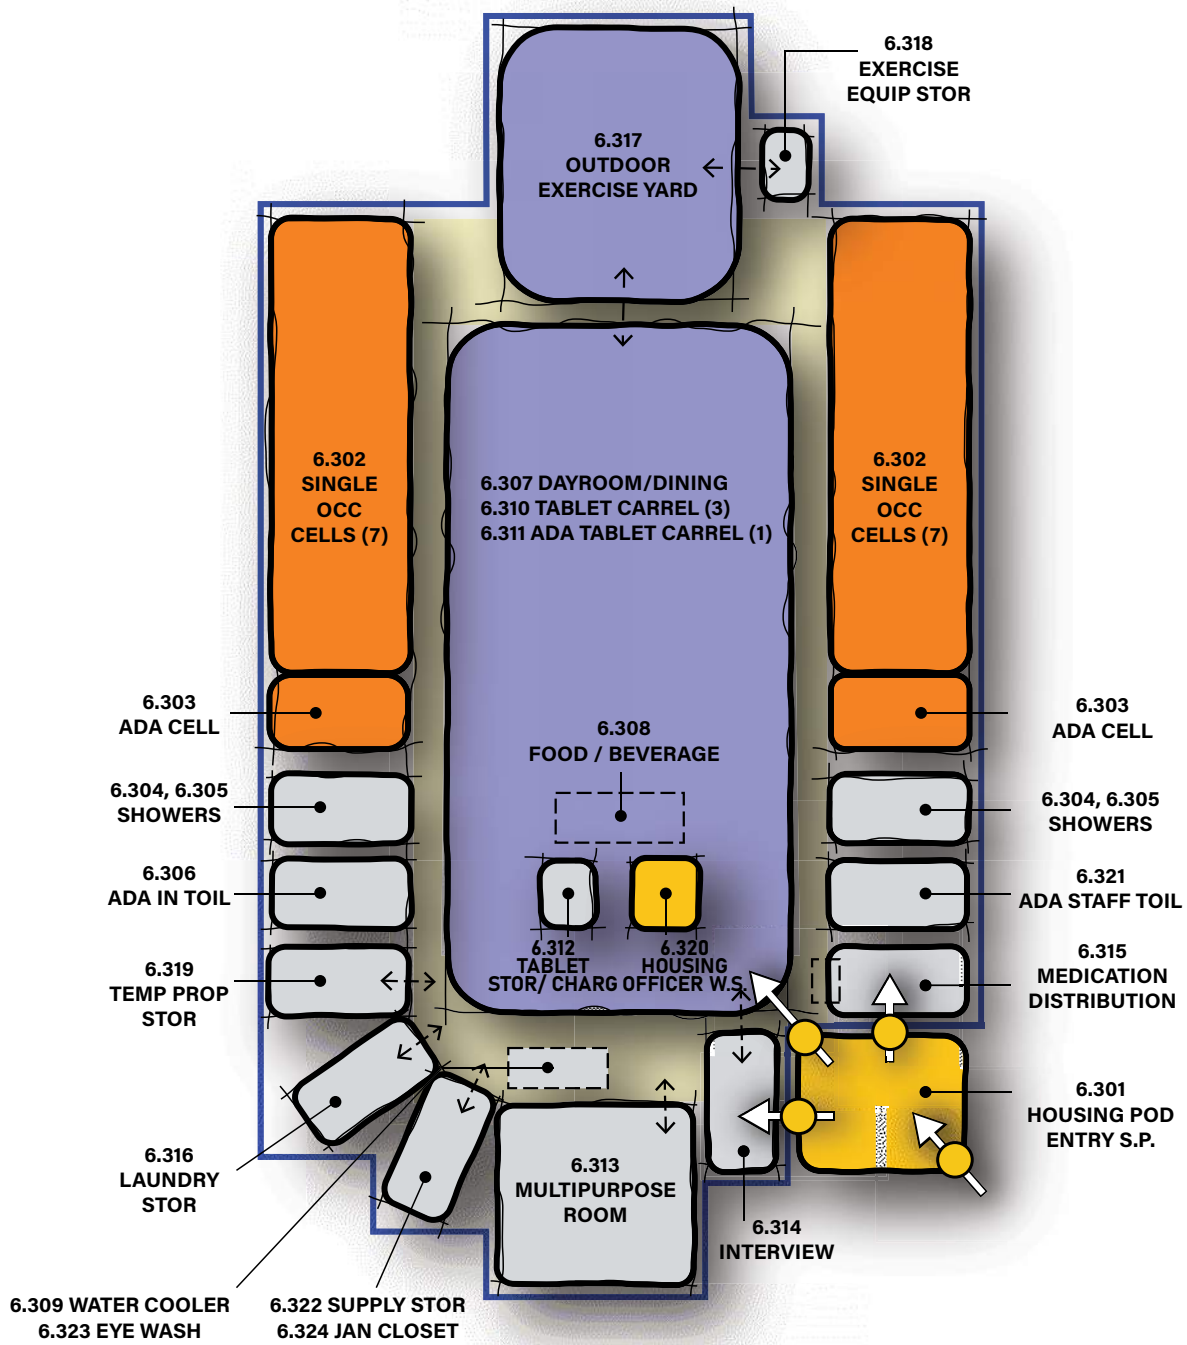 6.318
EXERCISE
EQUIP STOR
6.317
OUTDOOR
EXERCISE YARD
6.302
SINGLE
OCC
CELLS (7)
6.307 DAYROOM/DINING
6.310 TABLET CARREL (3)
6.311 ADA TABLET CARREL (1)
6.302
SINGLE
OCC
CELLS (7)
6.303
ADA CELL
6.303
ADA CELL
6.308
FOOD / BEVERAGE
6.304, 6.305
SHOWERS
6.304, 6.305
SHOWERS
6.306
ADA IN TOIL
6.321
ADA STAFF TOIL
6.312
TABLET
STOR/ CHARG
6.320
HOUSING
OFFICER W.S.
6.319
TEMP PROP
STOR
6.315
MEDICATION
DISTRIBUTION
6.301
HOUSING POD
ENTRY S.P.
6.316
LAUNDRY
STOR
6.313
MULTIPURPOSE
ROOM
6.314
INTERVIEW
6.309 WATER COOLER
6.323 EYE WASH
6.322 SUPPLY STOR
6.324 JAN CLOSET